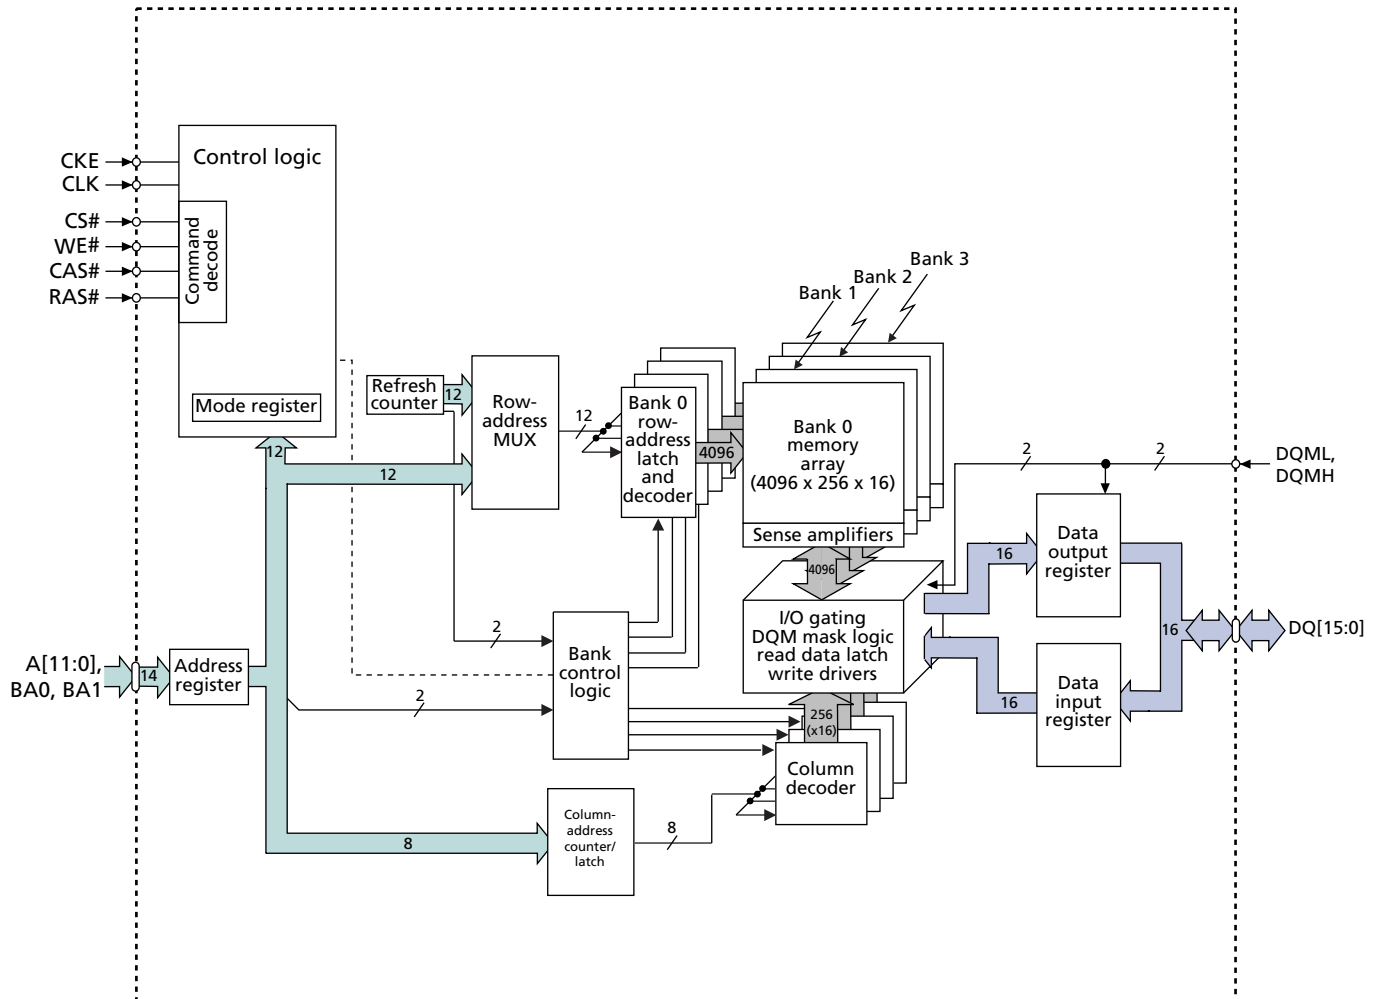 Control logic
CKE
CLK
CS#
WE#
CAS#
RAS#
Command
decode
Mode register
Bank 3
Bank 2
Bank 1
Refresh
counter
12
Row-
address
MUX
12
Bank 0
row-
address
latch
and
decoder
4096
Bank 0
memory
array
(4096 x 256 x 16)
Sense amplifiers
12
12
2
2
DQML,
DQMH
4096
16
Data
output
register
I/O gating
DQM mask logic
read data latch
write drivers
16
DQ[15:0]
2
Bank
control
logic
A[11:0],
BA0, BA1
14
Address
register
2
16
Data
input
register
256
(x16)
Column
decoder
Column-
address
counter/
latch
8
8